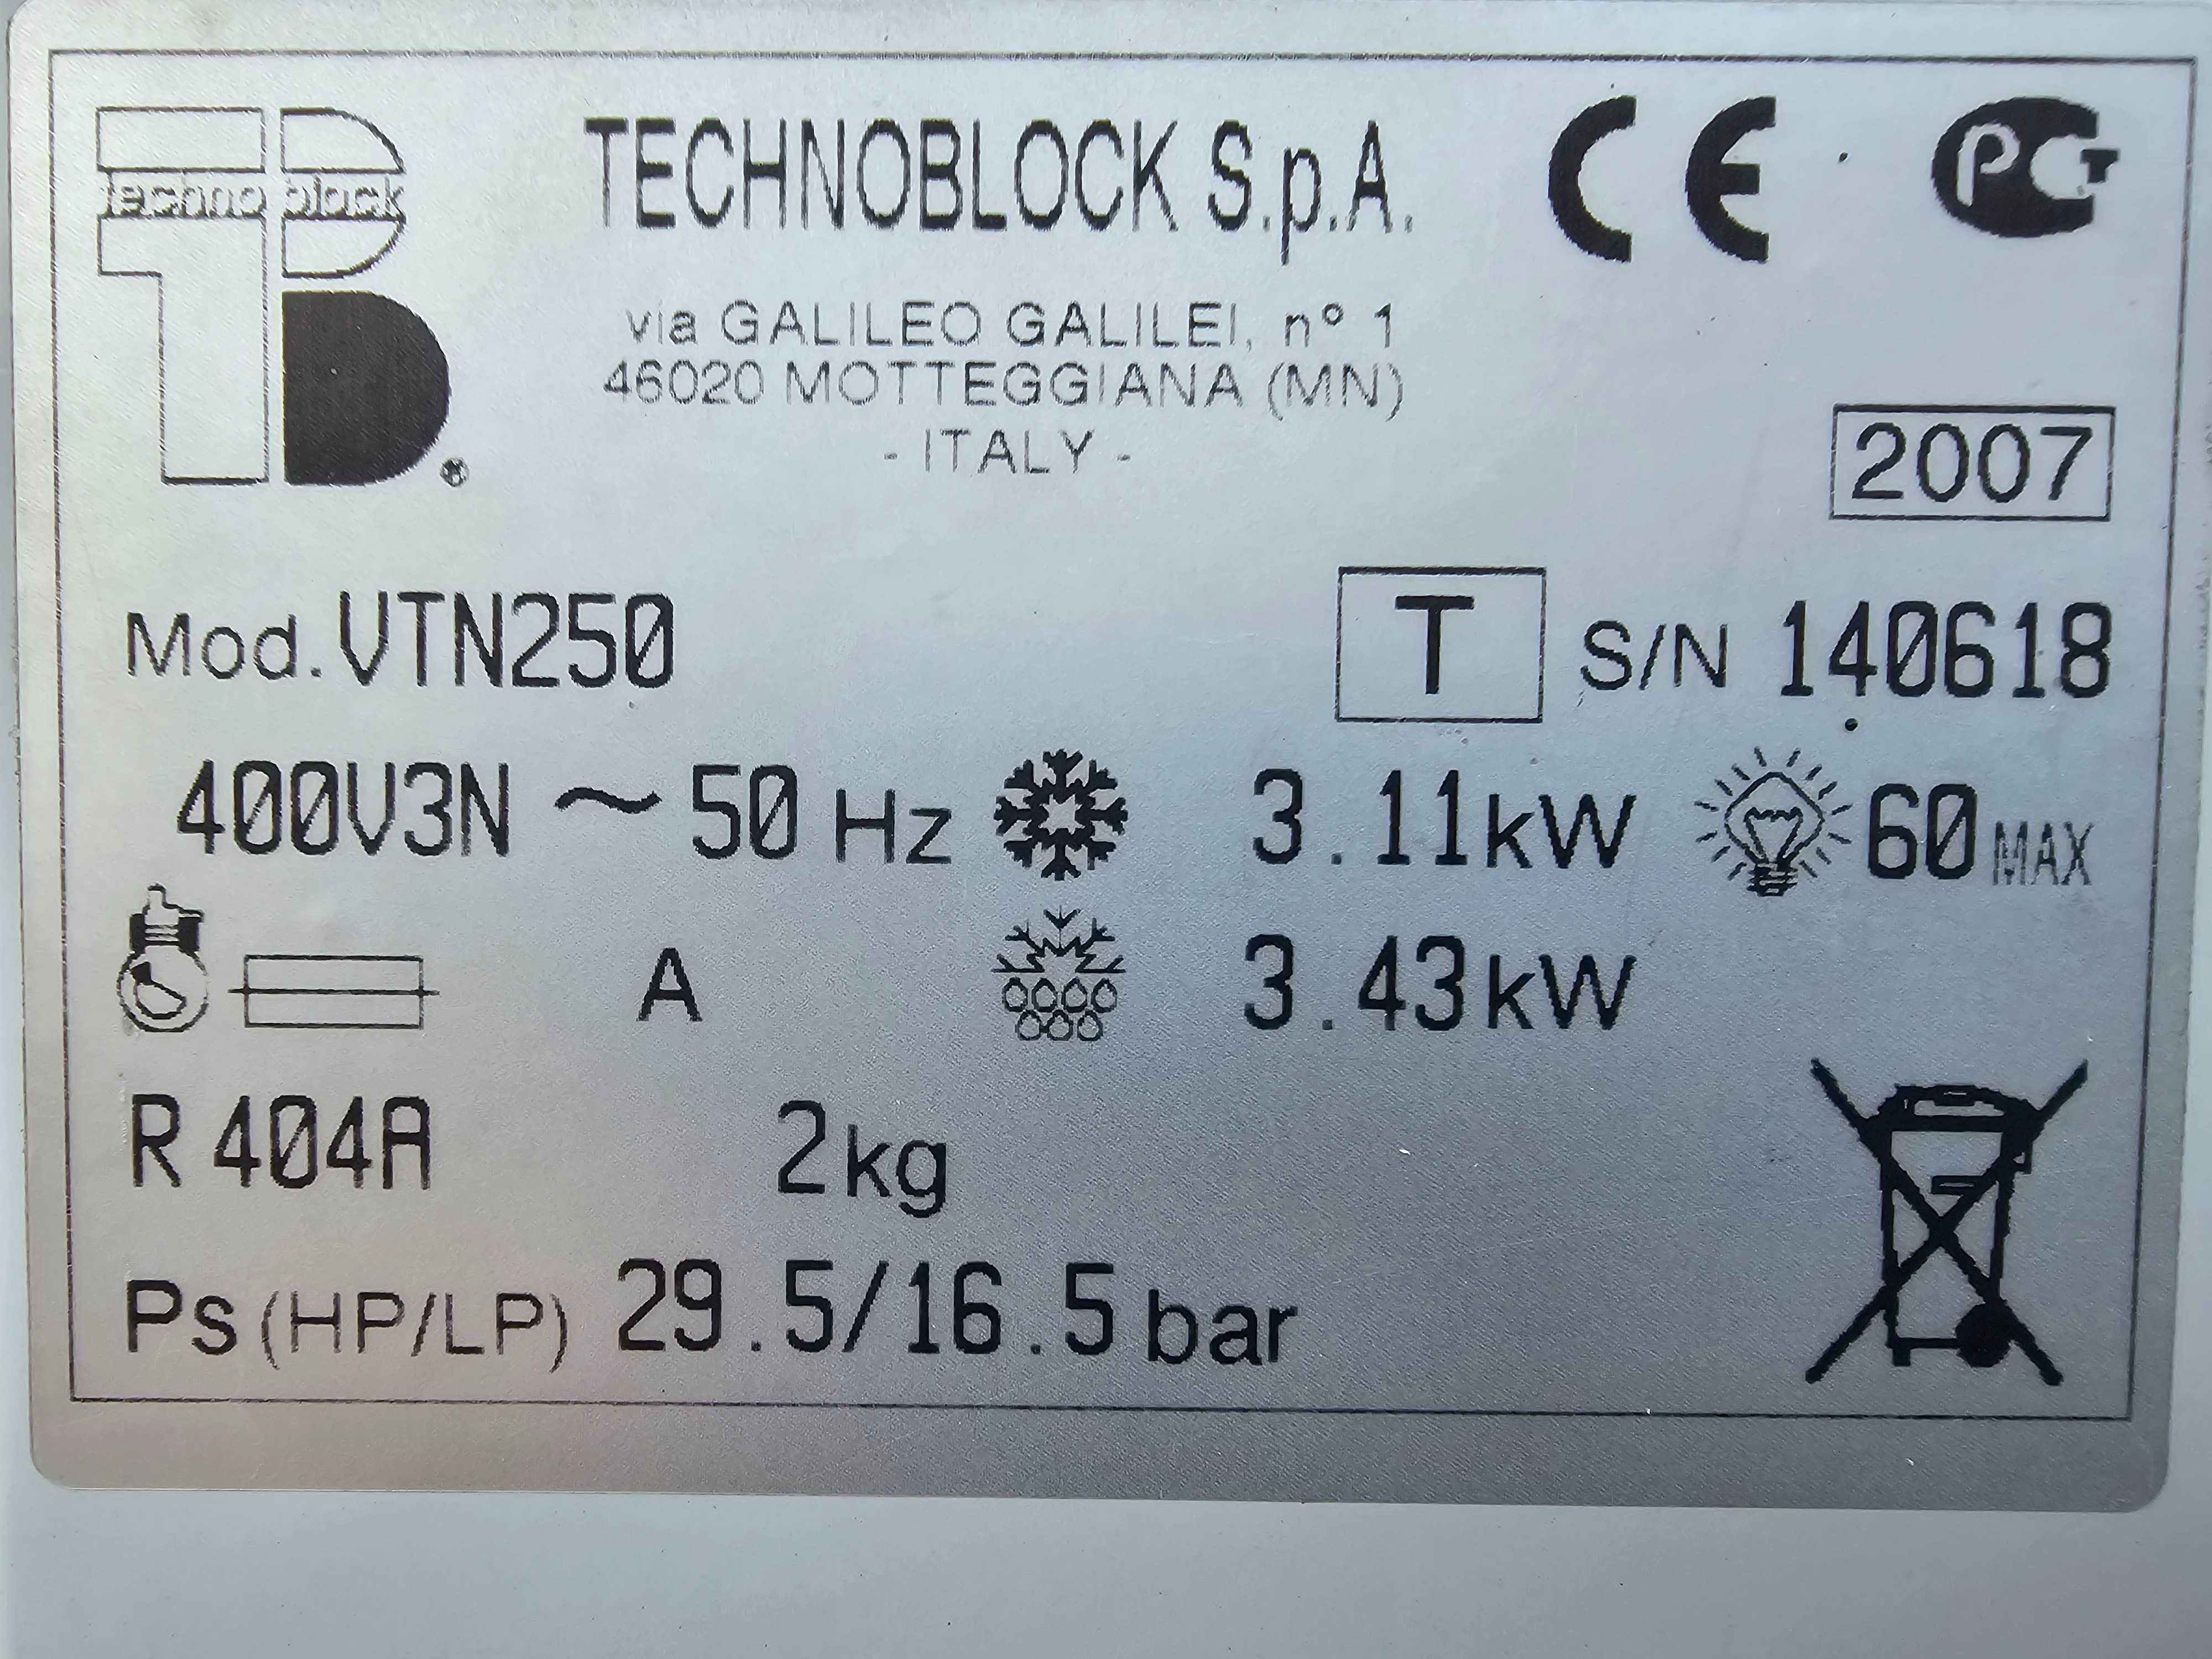 techno block
TECHNOBLOCK S.p.A.
CE
PCT
via GALILEO GALILEI, n° 1
46020 MOTTEGGIANA (MN)
- ITALY -
2007
®
Mod. VTN250
T S/N 140618
400V3N ~ 50 Hz 3.11kW 60 MAX
A 3.43kW
R 404A 2kg
Ps (HP/LP) 29.5/16.5 bar